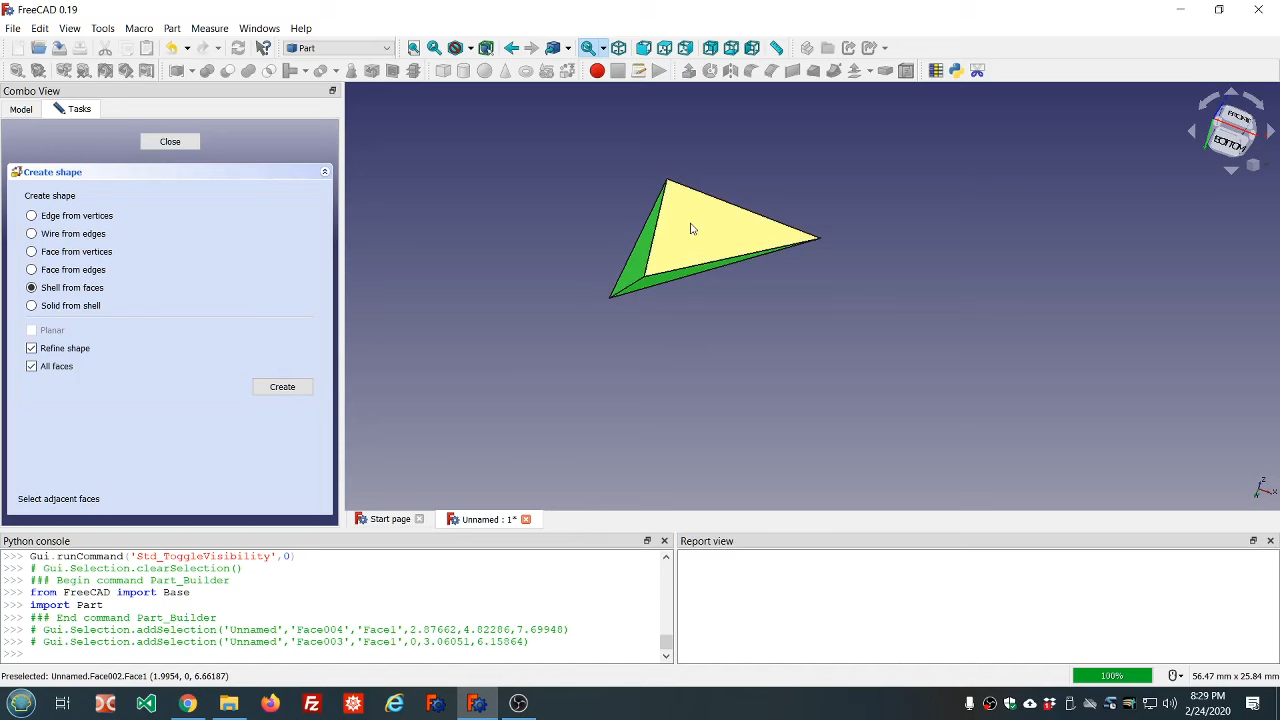 FreeCAD 0.19
File Edit View Tools Macro Part Measure Windows Help
Part
Combo View
Model Tasks
Close
Create shape
Create shape
Edge from vertices
Wire from edges
Face from vertices
Face from edges
Shell from faces
Solid from shell
Planar
Refine shape
All faces
Create
Select adjacent faces
FRONT
BOTTOM
Z
X
Start page Unnamed : 1*
Python console
>>> Gui.runCommand('Std_ToggleVisibility',0)
>>> # Gui.Selection.clearSelection()
>>> ### Begin command Part_Builder
>>> from FreeCAD import Base
>>> import Part
>>> ### End command Part_Builder
>>> # Gui.Selection.addSelection('Unnamed','Face004','Face1',2.87662,4.82286,7.69948)
>>> # Gui.Selection.addSelection('Unnamed','Face003','Face1',0,3.06051,6.15864)
>>>
Report view
Preselected: Unnamed.Face002.Face1 (1.9954, 0, 6.66187)
100%
56.47 mm x 25.84 mm
8:29 PM
2/24/2020